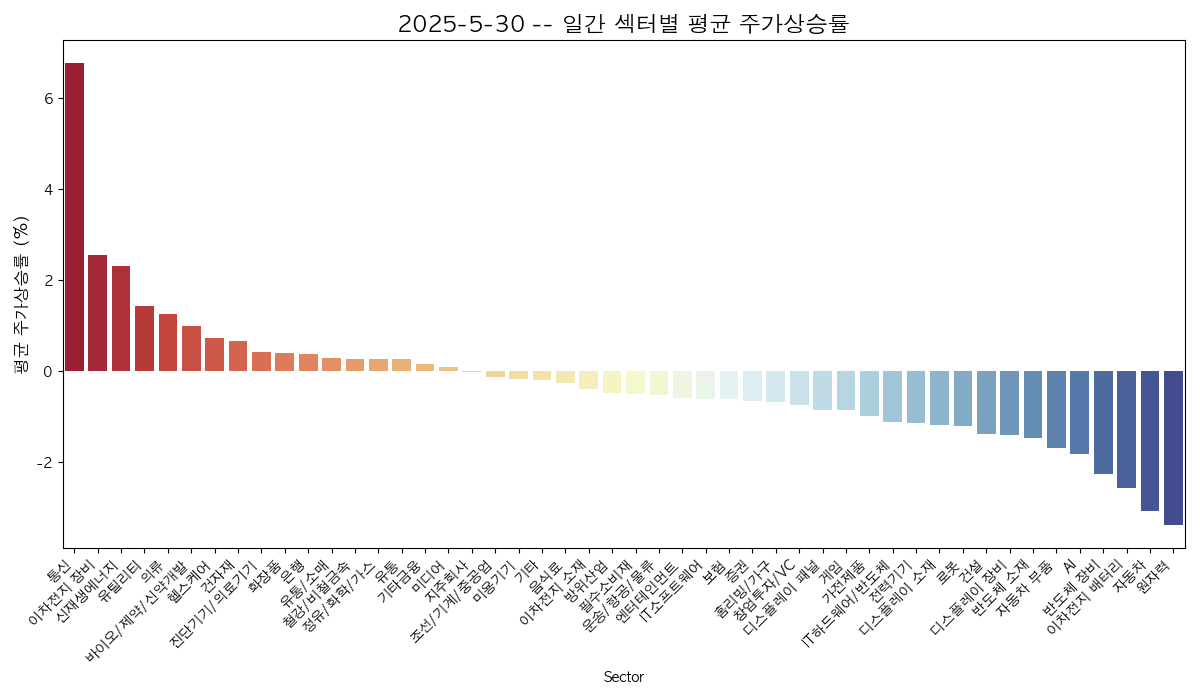 2025-5-30 -- 일간 섹터별 평균 주가상승률
평균 주가상승률 (%)
6
4
2
0
-2
통신
이차전지 장비
신재생에너지
유틸리티
의류
바이오/제약/신약개발
헬스케어
건자재
진단기기/의료기기
화장품
은행
유통/소매
철강/비철금속
정유/화학/가스
유통
기타금융
미디어
지주회사
조선/기계/중공업
미용기기
기타
음식료
이차전지 소재
방위산업
필수소비재
운송/항공/물류
엔터테인먼트
IT소프트웨어
보험
증권
홈리빙/가구
창업투자/VC
디스플레이 패널
게임
가전제품
IT하드웨어/반도체
전력기기
디스플레이 소재
로봇
건설
디스플레이 장비
반도체 소재
자동차 부품
AI
반도체 장비
이차전지 배터리
자동차
원자력
Sector